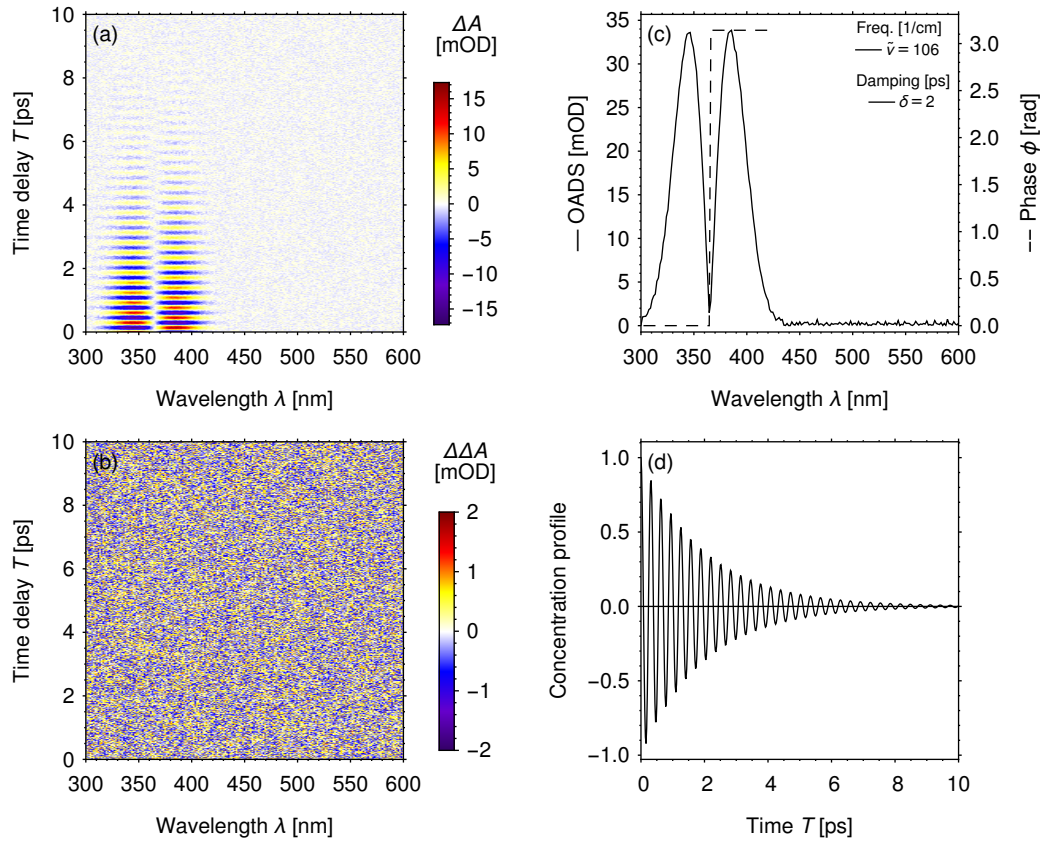 (a)
ΔA
[mOD]
10
8
6
4
2
0
Time delay T [ps]
15
10
5
0
−5
−10
−15
300 350 400 450 500 550 600
Wavelength λ [nm]
(c)
Freq. [1/cm]
ṽ = 106
Damping [ps]
δ = 2
35
30
25
20
15
10
5
0
— OADS [mOD]
3.0
2.5
2.0
1.5
1.0
0.5
0.0
-- Phase ϕ [rad]
300 350 400 450 500 550 600
Wavelength λ [nm]
(b)
ΔΔA
[mOD]
10
8
6
4
2
0
Time delay T [ps]
2
1
0
−1
−2
300 350 400 450 500 550 600
Wavelength λ [nm]
(d)
1.0
0.5
0.0
−0.5
−1.0
Concentration profile
0 2 4 6 8 10
Time T [ps]